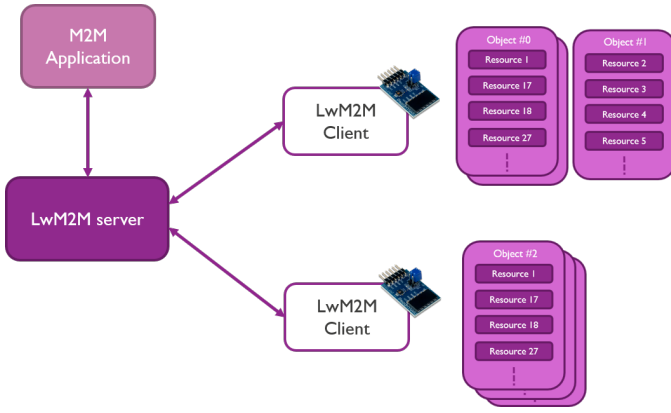 M2M
Application
LwM2M server
LwM2M
Client
Object #0
Resource 1
Resource 17
Resource 18
Resource 27
Object #1
Resource 2
Resource 3
Resource 4
Resource 5
LwM2M
Client
Object #2
Resource 1
Resource 17
Resource 18
Resource 27